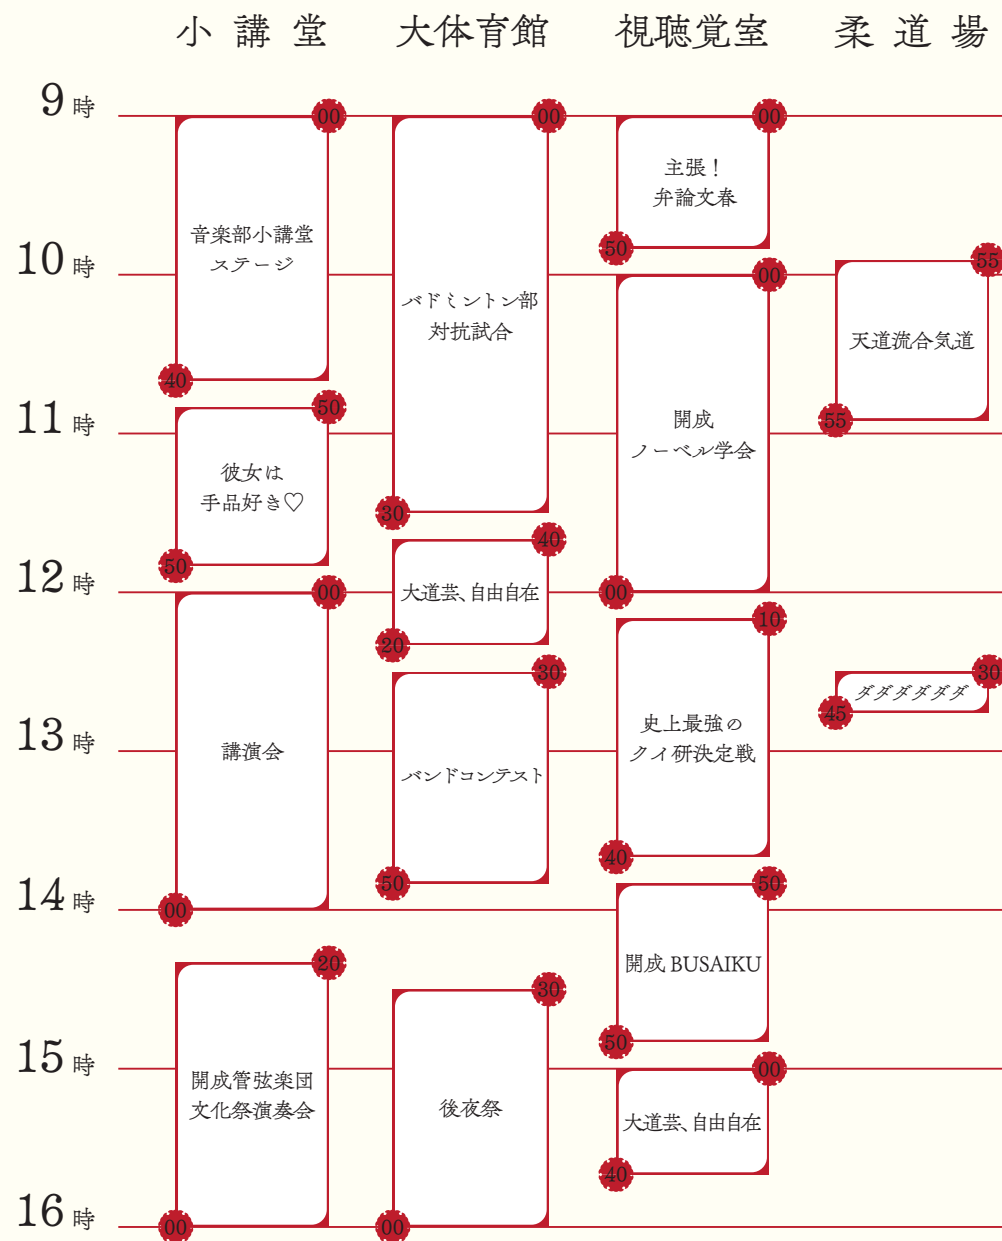 小講堂
大体育館
視聴覚室
柔道場
9時
00
音楽部小講堂
ステージ
40
00
バドミントン部
対抗試合
30
00
主張！
弁論文春
50
10時
00
開成
ノーベル学会
00
55
天道流合気道
55
11時
50
彼女は
手品好き♡
50
40
大道芸、自由自在
20
12時
00
講演会
00
30
バンドコンテスト
50
10
史上最強の
クイ研決定戦
40
30
ダダダダダダ
45
13時
14時
50
開成 BUSAIKU
50
20
開成管弦楽団
文化祭演奏会
00
30
後夜祭
00
15時
00
大道芸、自由自在
40
16時